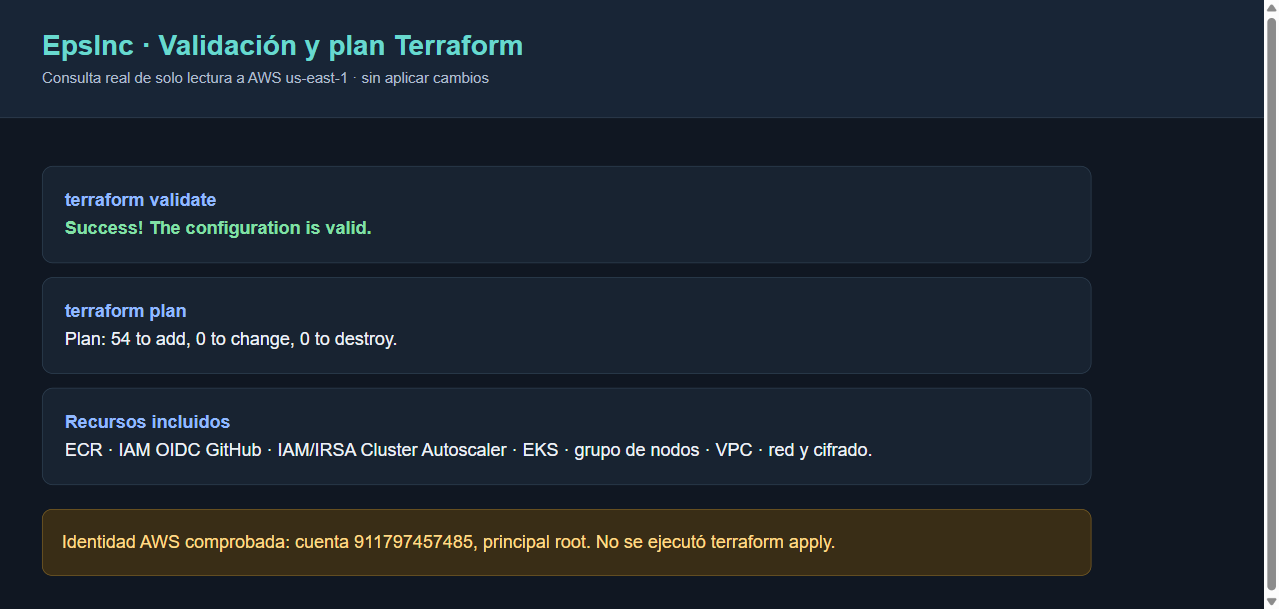 EpsInc · Validación y plan Terraform
Consulta real de solo lectura a AWS us-east-1 · sin aplicar cambios
terraform validate
Success! The configuration is valid.
terraform plan
Plan: 54 to add, 0 to change, 0 to destroy.
Recursos incluidos
ECR · IAM OIDC GitHub · IAM/IRSA Cluster Autoscaler · EKS · grupo de nodos · VPC · red y cifrado.
Identidad AWS comprobada: cuenta 911797457485, principal root. No se ejecutó terraform apply.